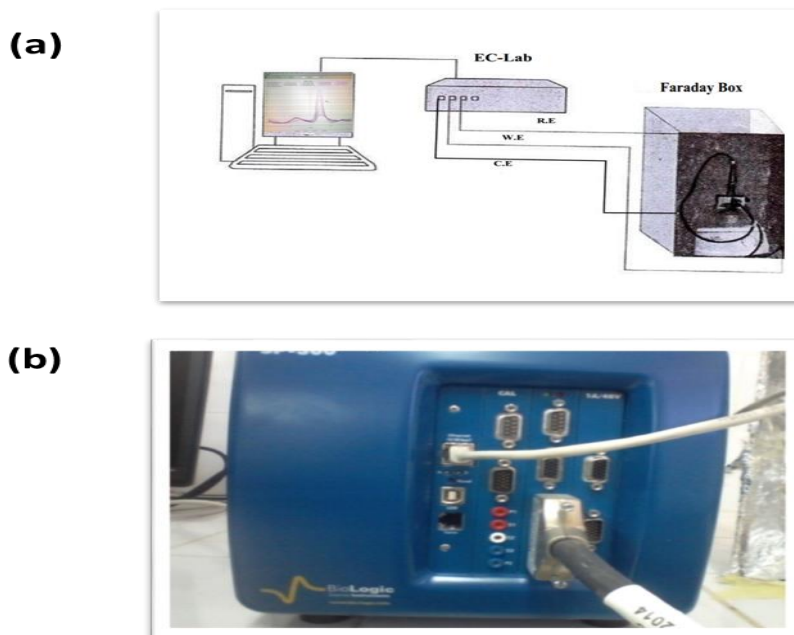 (a)
EC-Lab
Faraday Box
R.E
W.E
C.E
(b)
CAL
1A/48V
BioLogic
2014